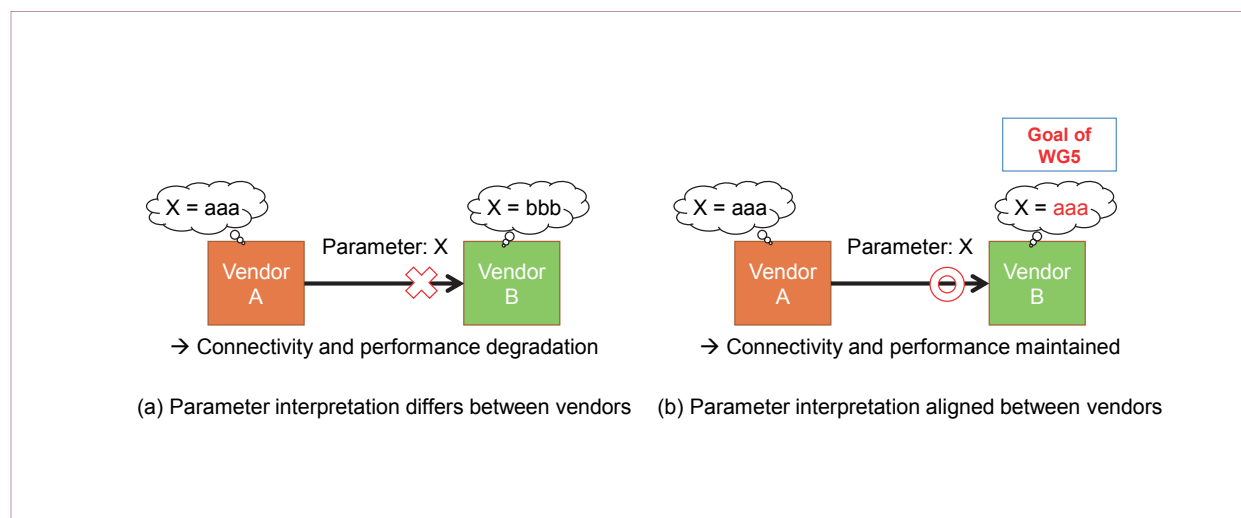 Goal of
WG5
X = aaa
X = bbb
X = aaa
X = aaa
Parameter: X
Parameter: X
Vendor
A
Vendor
B
Vendor
A
Vendor
B
→ Connectivity and performance degradation
→ Connectivity and performance maintained
(a) Parameter interpretation differs between vendors
(b) Parameter interpretation aligned between vendors